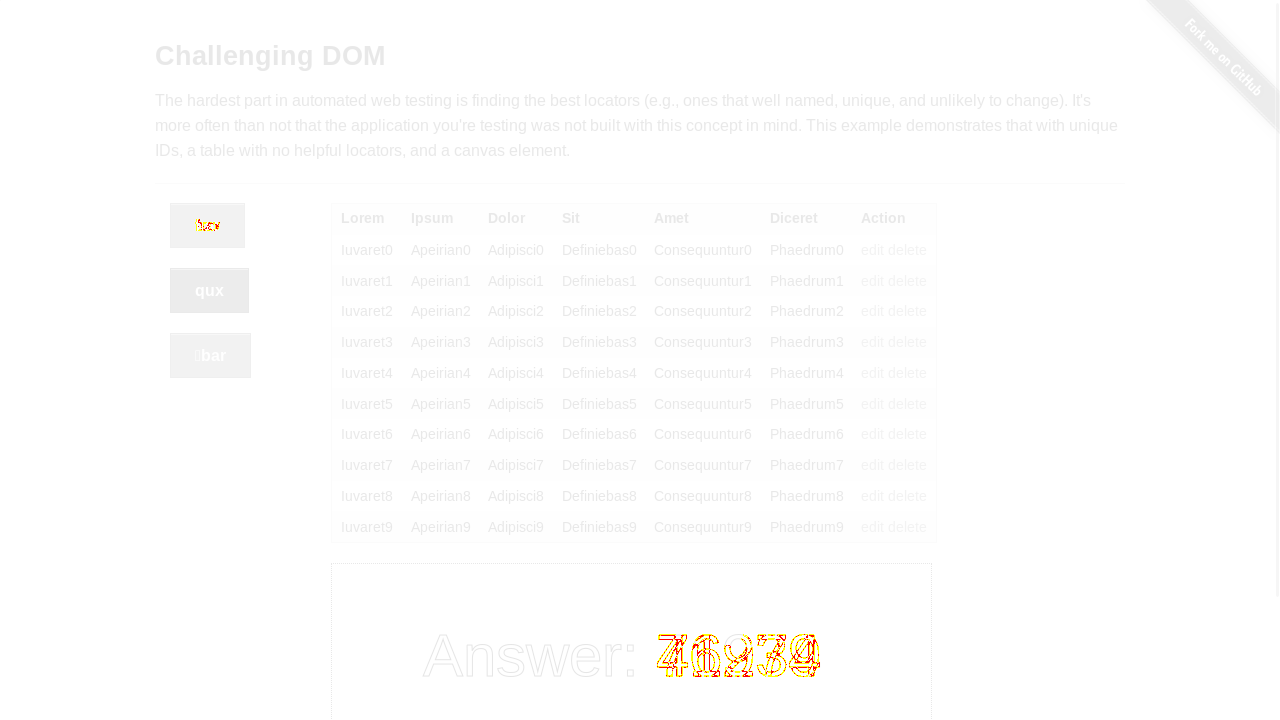 Fork me on GitHub
Challenging DOM
The hardest part in automated web testing is finding the best locators (e.g., ones that well named, unique, and unlikely to change). It's
more often than not that the application you're testing was not built with this concept in mind. This example demonstrates that with unique
IDs, a table with no helpful locators, and a canvas element.
qux
bar
Lorem Ipsum Dolor Sit Amet Diceret Action
Iuvaret0 Apeirian0 Adipisci0 Definiebas0 Consequuntur0 Phaedrum0 edit delete
Iuvaret1 Apeirian1 Adipisci1 Definiebas1 Consequuntur1 Phaedrum1 edit delete
Iuvaret2 Apeirian2 Adipisci2 Definiebas2 Consequuntur2 Phaedrum2 edit delete
Iuvaret3 Apeirian3 Adipisci3 Definiebas3 Consequuntur3 Phaedrum3 edit delete
Iuvaret4 Apeirian4 Adipisci4 Definiebas4 Consequuntur4 Phaedrum4 edit delete
Iuvaret5 Apeirian5 Adipisci5 Definiebas5 Consequuntur5 Phaedrum5 edit delete
Iuvaret6 Apeirian6 Adipisci6 Definiebas6 Consequuntur6 Phaedrum6 edit delete
Iuvaret7 Apeirian7 Adipisci7 Definiebas7 Consequuntur7 Phaedrum7 edit delete
Iuvaret8 Apeirian8 Adipisci8 Definiebas8 Consequuntur8 Phaedrum8 edit delete
Iuvaret9 Apeirian9 Adipisci9 Definiebas9 Consequuntur9 Phaedrum9 edit delete
Answer: